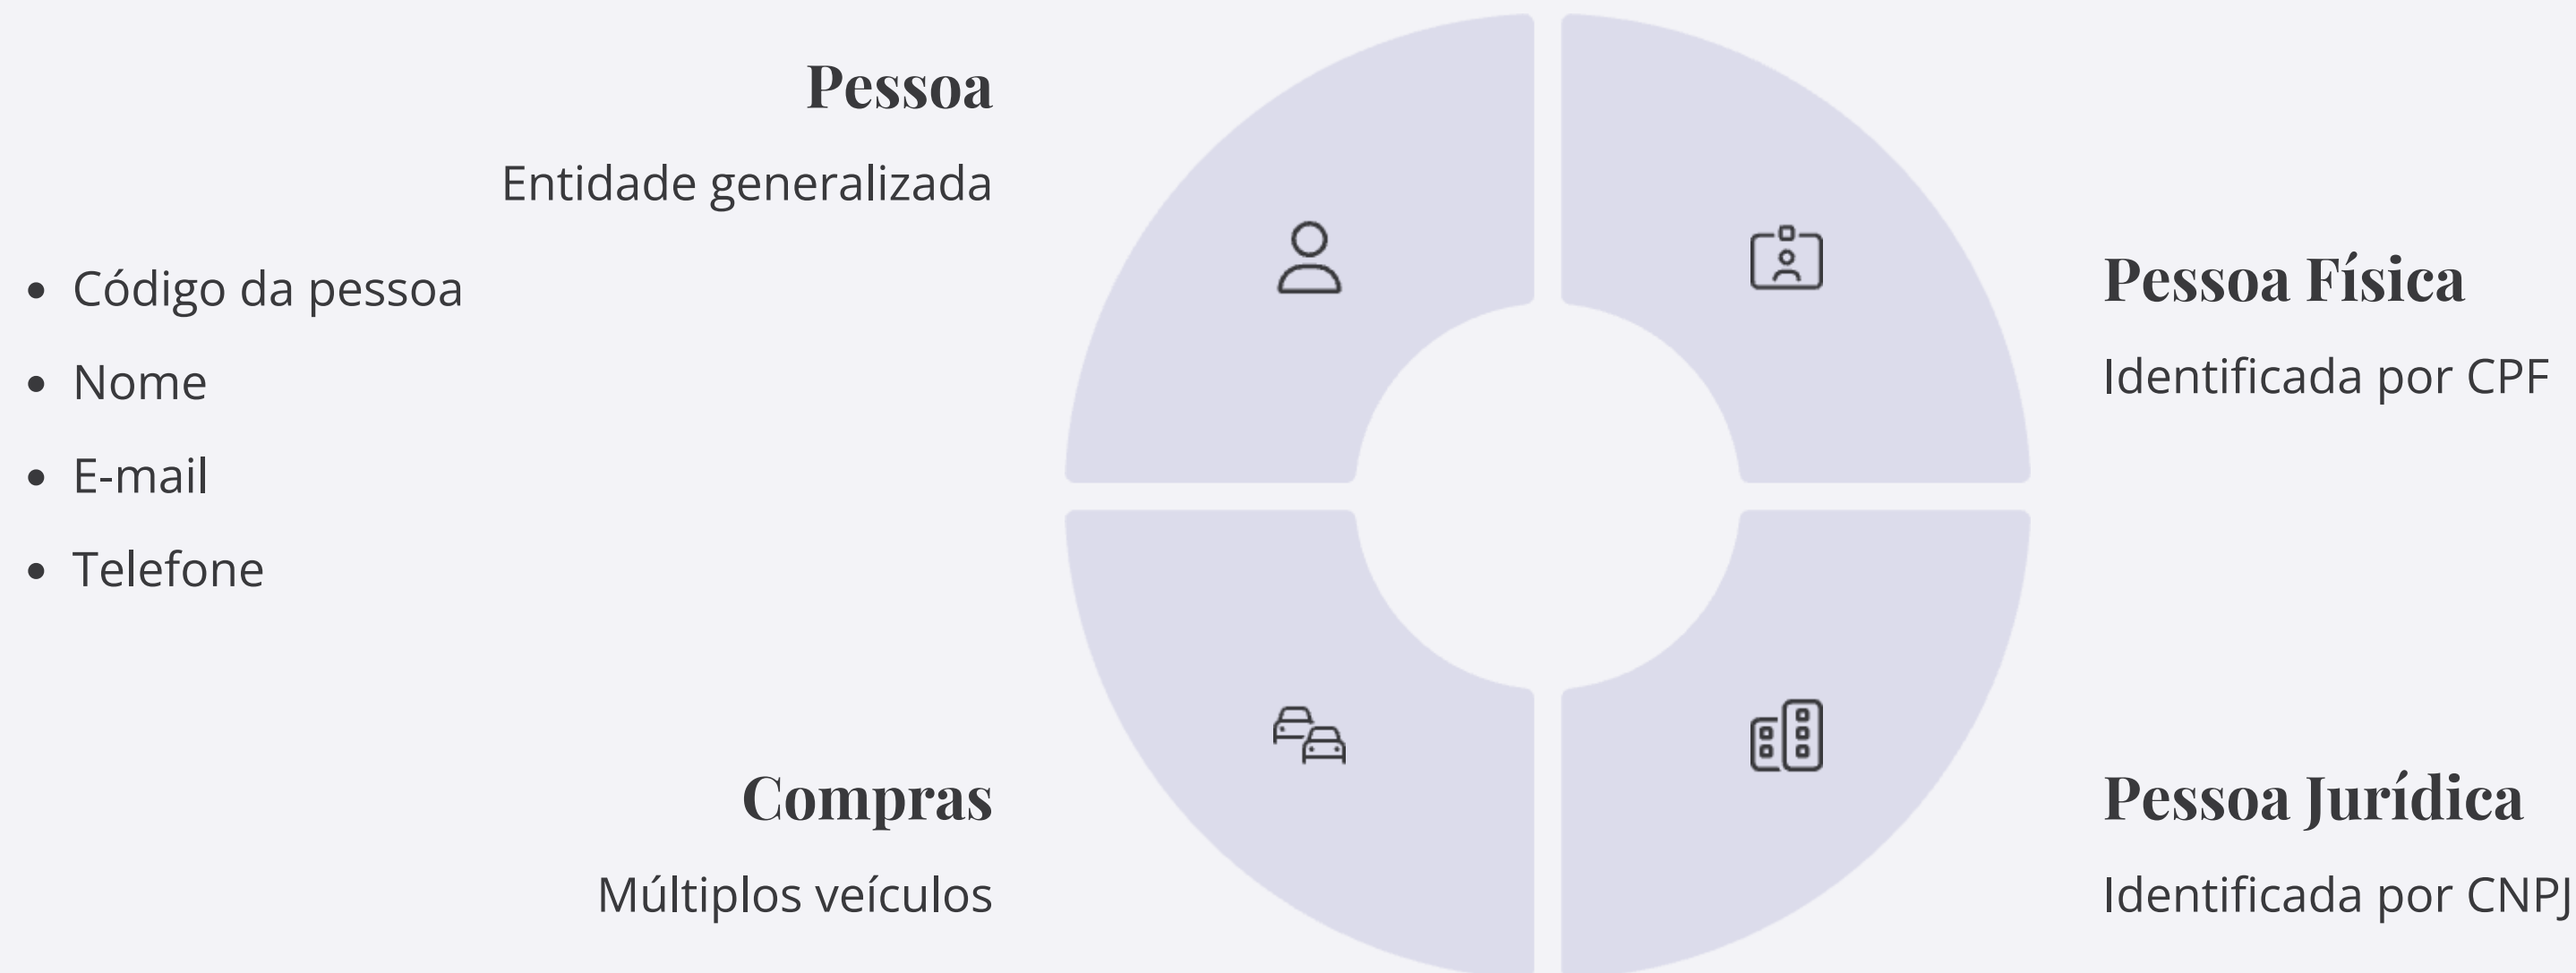 Pessoa
Entidade generalizada
• Código da pessoa
• Nome
• E-mail
• Telefone
Pessoa Física
Identificada por CPF
Compras
Múltiplos veículos
Pessoa Jurídica
Identificada por CNPJ